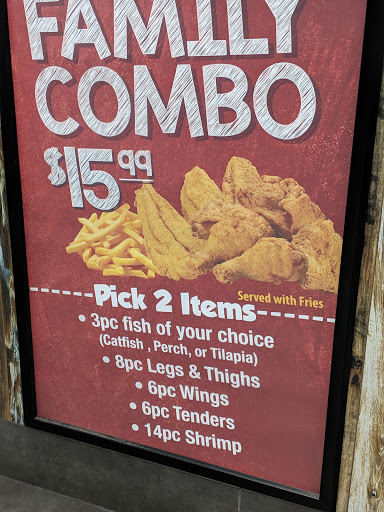 FAMILY
COMBO
$15.99
Served with Fries
Pick 2 Items
• 3pc fish of your choice
(Catfish , Perch, or Tilapia)
• 8pc Legs & Thighs
• 6pc Wings
• 6pc Tenders
• 14pc Shrimp